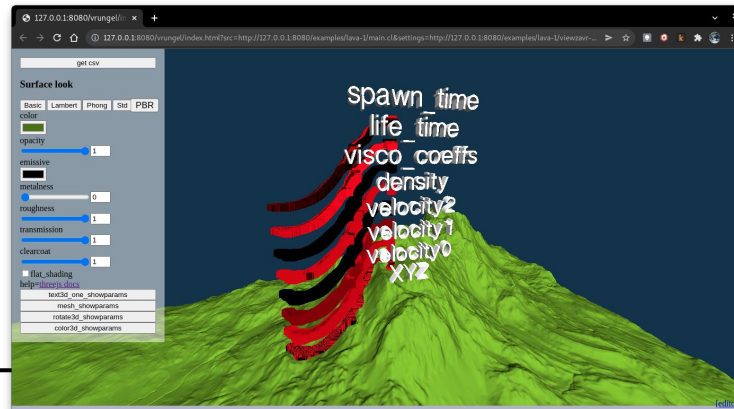 127.0.0.1:8080/vrungel/in
127.0.0.1:8080/vrungel/index.html?src=http://127.0.0.1:8080/examples/lava-1/main.cl&settings=http://127.0.0.1:8080/examples/lava-1/viewzavr-...
get csv
Surface look
Basic Lambert Phong Std PBR
color
opacity
1
emissive
metalness
0
roughness
1
transmission
1
clearcoat
1
flat_shading
help=threejs docs
text3d_one_showparams
mesh_showparams
rotate3d_showparams
color3d_showparams
spawn_time
life_time
visco_coeffs
density
velocity2
velocity1
velocity0
XYZ